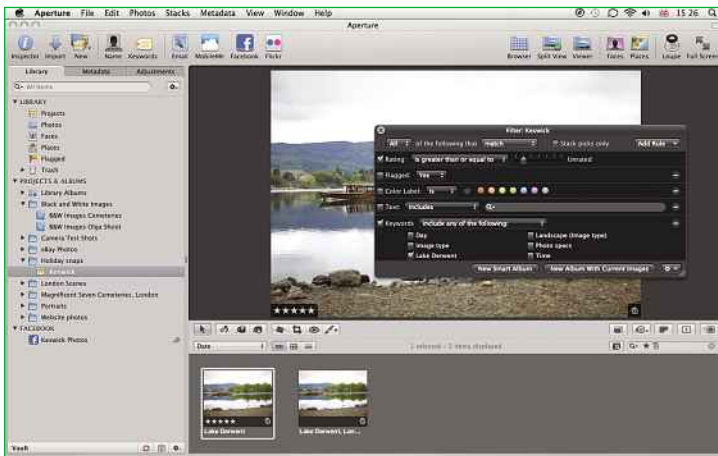 Aperture File Edit Photos Stacks Metadata View Window Help 15 26
Aperture
Inspector Import New Name Keywords Email MobileMe Facebook Flickr Browser Split View Viewer Faces Places Loupe Full Screen
Library Metadata Adjustments
All Items
LIBRARY
Projects
Photos
Faces
Places
Flagged
Trash
PROJECTS & ALBUMS
Library Albums
Black and White Images
B&W Images Cemeteries
B&W Images Olga Shoot
Camera Test Shots
eBay Photos
Holiday snaps
Keswick
London Scenes
Magnificent Seven Cemeteries, London
Portraits
Website photos
FACEBOOK
Keswick Photos
Vault
Filter: Keswick
All of the following that match Stack picks only Add Rule
Rating: is greater than or equal to Unrated
Flagged: Yes
Color Label: is
Text: includes
Keywords include any of the following:
Day Landscape (Image type)
Image type Photo specs
Lake Derwent Time
New Smart Album New Album With Current Images
Date 1 selected - 2 items displayed
Lake Derwent Lake Derwent, Lan...